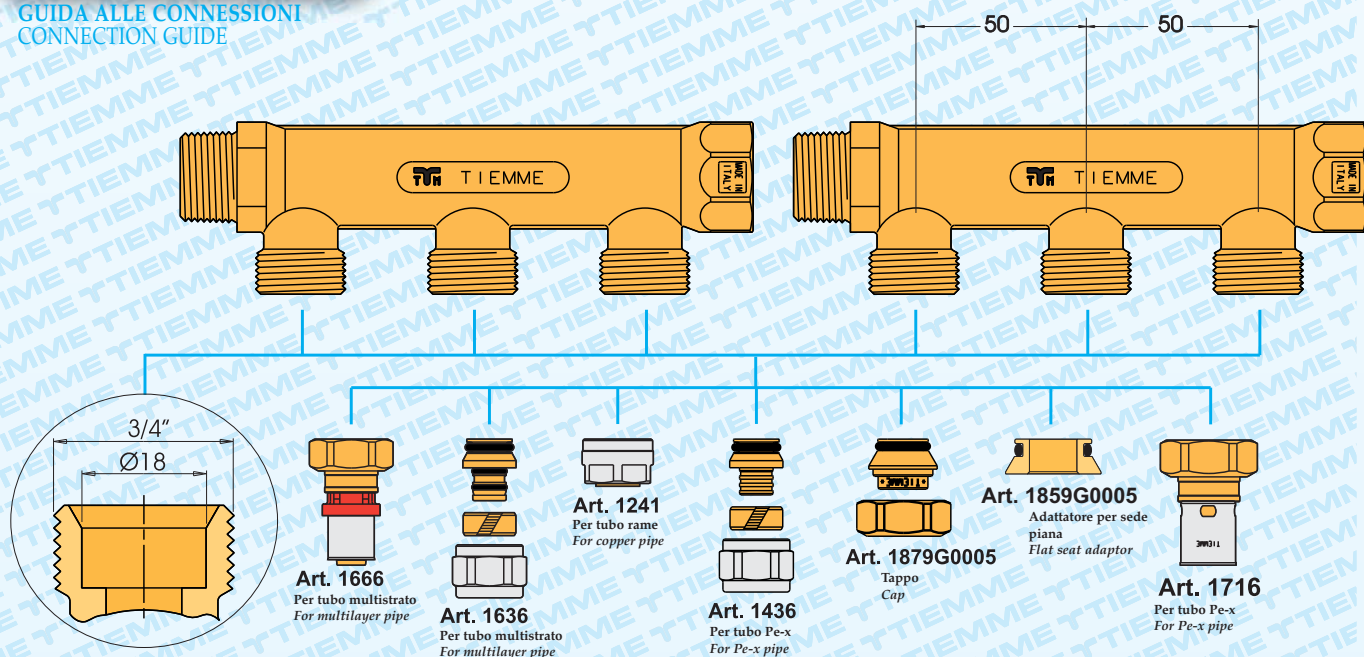 GUIDA ALLE CONNESSIONI
CONNECTION GUIDE
50
50
TIEMME
MADE IN
ITALY
TIEMME
MADE IN
ITALY
3/4"
Ø18
Art. 1666
Per tubo multistrato
For multilayer pipe
Art. 1636
Per tubo multistrato
For multilayer pipe
Art. 1241
Per tubo rame
For copper pipe
Art. 1436
Per tubo Pe-x
For Pe-x pipe
TIEMME
Art. 1879G0005
Tappo
Cap
Art. 1859G0005
Adattatore per sede
piana
Flat seat adaptor
TIEMME
Art. 1716
Per tubo Pe-x
For Pe-x pipe